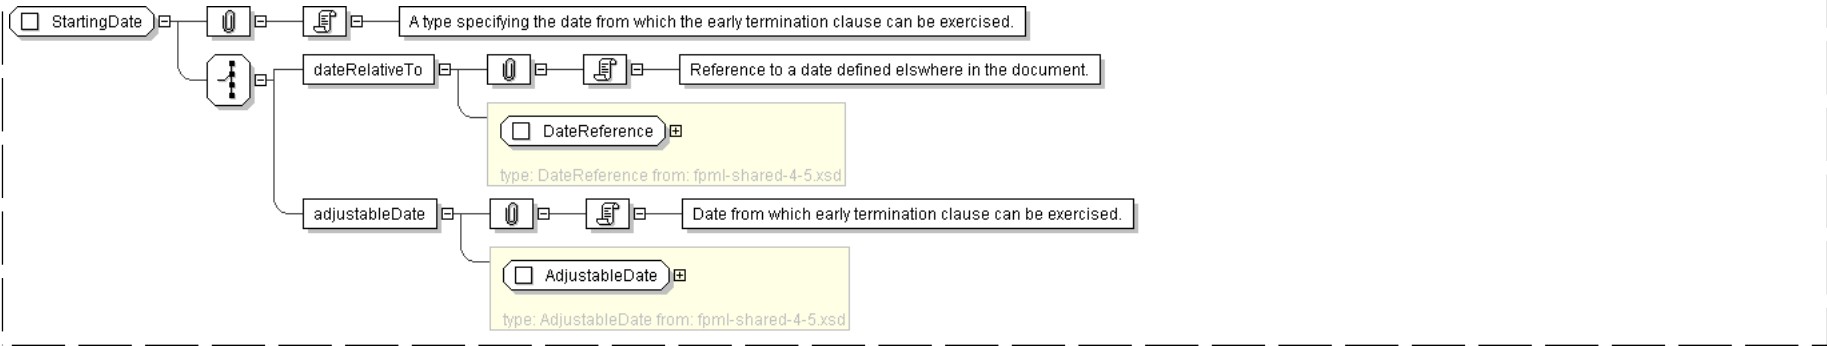 StartingDate
A type specifying the date from which the early termination clause can be exercised.
dateRelativeTo
Reference to a date defined elswhere in the document.
DateReference
type: DateReference from: fpml-shared-4-5.xsd
adjustableDate
Date from which early termination clause can be exercised.
AdjustableDate
type: AdjustableDate from: fpml-shared-4-5.xsd